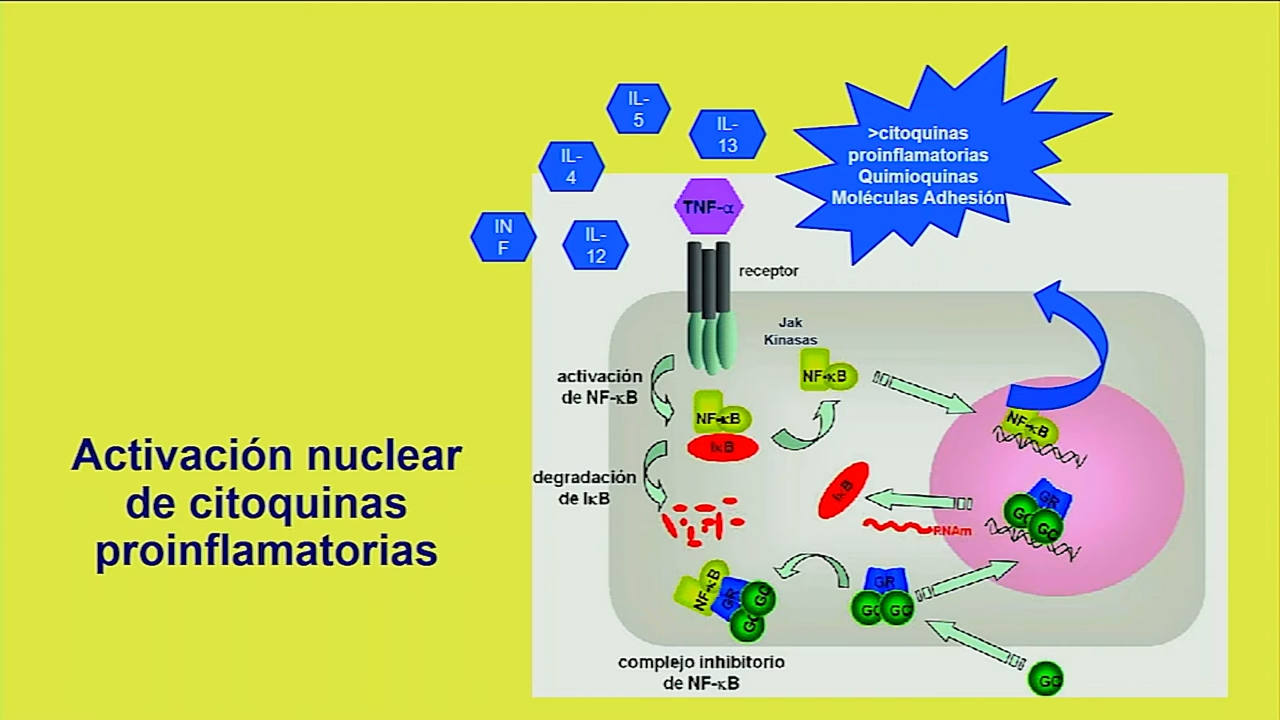 IL-
5
IL-
13
IL-
4
IN
F
IL-
12
TNF-α
>citoquinas
proinflamatorias
Quimioquinas
Moléculas Adhesión
receptor
Jak
Kinasas
activación
de NF-κB
NF-κB
NF-κB
IκB
NF-κB
degradación
de IκB
IκB
RNAm
GR
GC
GC
Activación nuclear
de citoquinas
proinflamatorias
NF-κB
GR
GC
GC
GR
GC
GC
complejo inhibitorio
de NF-κB
GC